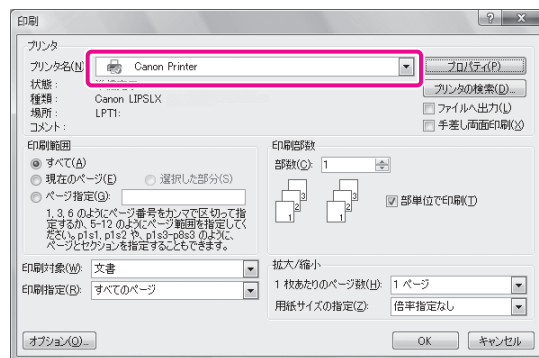 印刷
プリンタ
プリンタ名(N)
Canon Printer
プロパティ(P)
状態：
プリンタの検索(D)...
種類：
Canon LIPSLX
ファイルへ出力(L)
場所：
LPT1:
手差し両面印刷(X)
コメント：
印刷範囲
すべて(A)
現在のページ(E)
選択した部分(S)
ページ指定(G):
1, 3, 6 のようにページ番号をカンマで区切って指
定するか、5-12 のようにページ範囲を指定してく
ださい。p1s1, p1s2 や、p1s3-p8s3 のように、
ページとセクションを指定することもできます。
印刷部数
部数(C):
1
1
2
3
1
2
3
部単位で印刷(T)
印刷対象(W):
文書
印刷指定(R):
すべてのページ
拡大/縮小
1 枚あたりのページ数(H):
1 ページ
用紙サイズの指定(Z):
倍率指定なし
オプション(O)...
OK
キャンセル